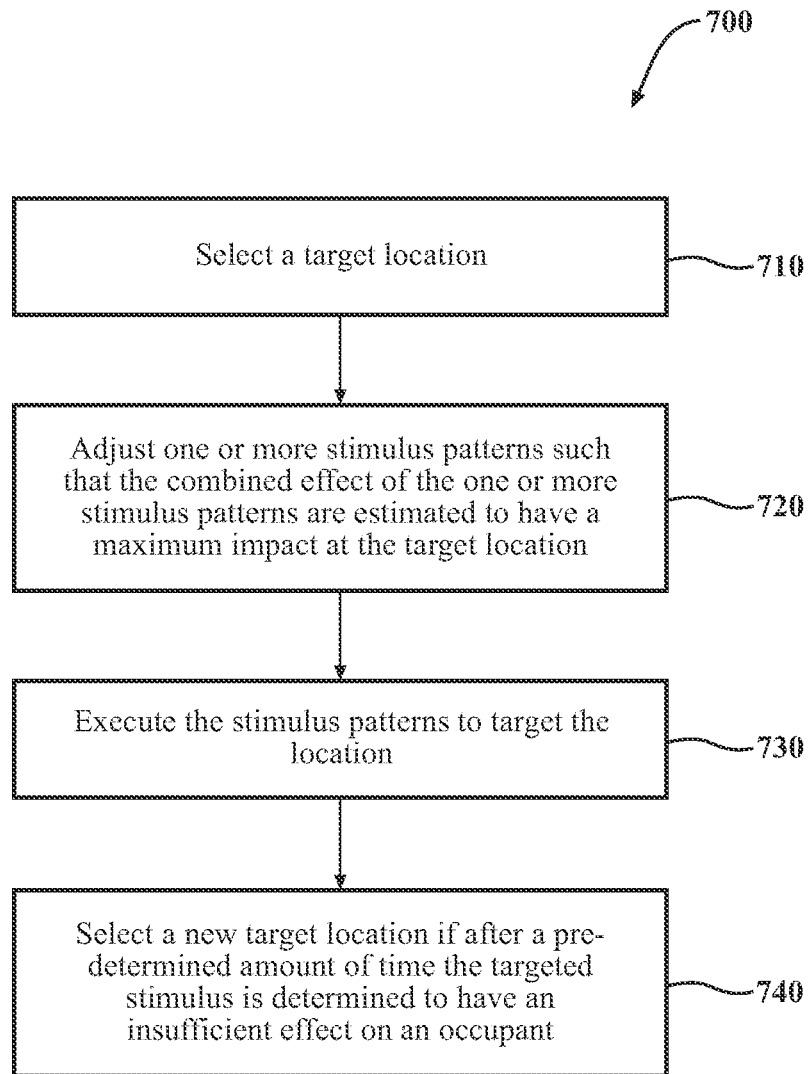 700
Select a target location
710
Adjust one or more stimulus patterns such
that the combined effect of the one or more
stimulus patterns are estimated to have a
maximum impact at the target location
720
Execute the stimulus patterns to target the
location
730
Select a new target location if after a pre-
determined amount of time the targeted
stimulus is determined to have an
insufficient effect on an occupant
740